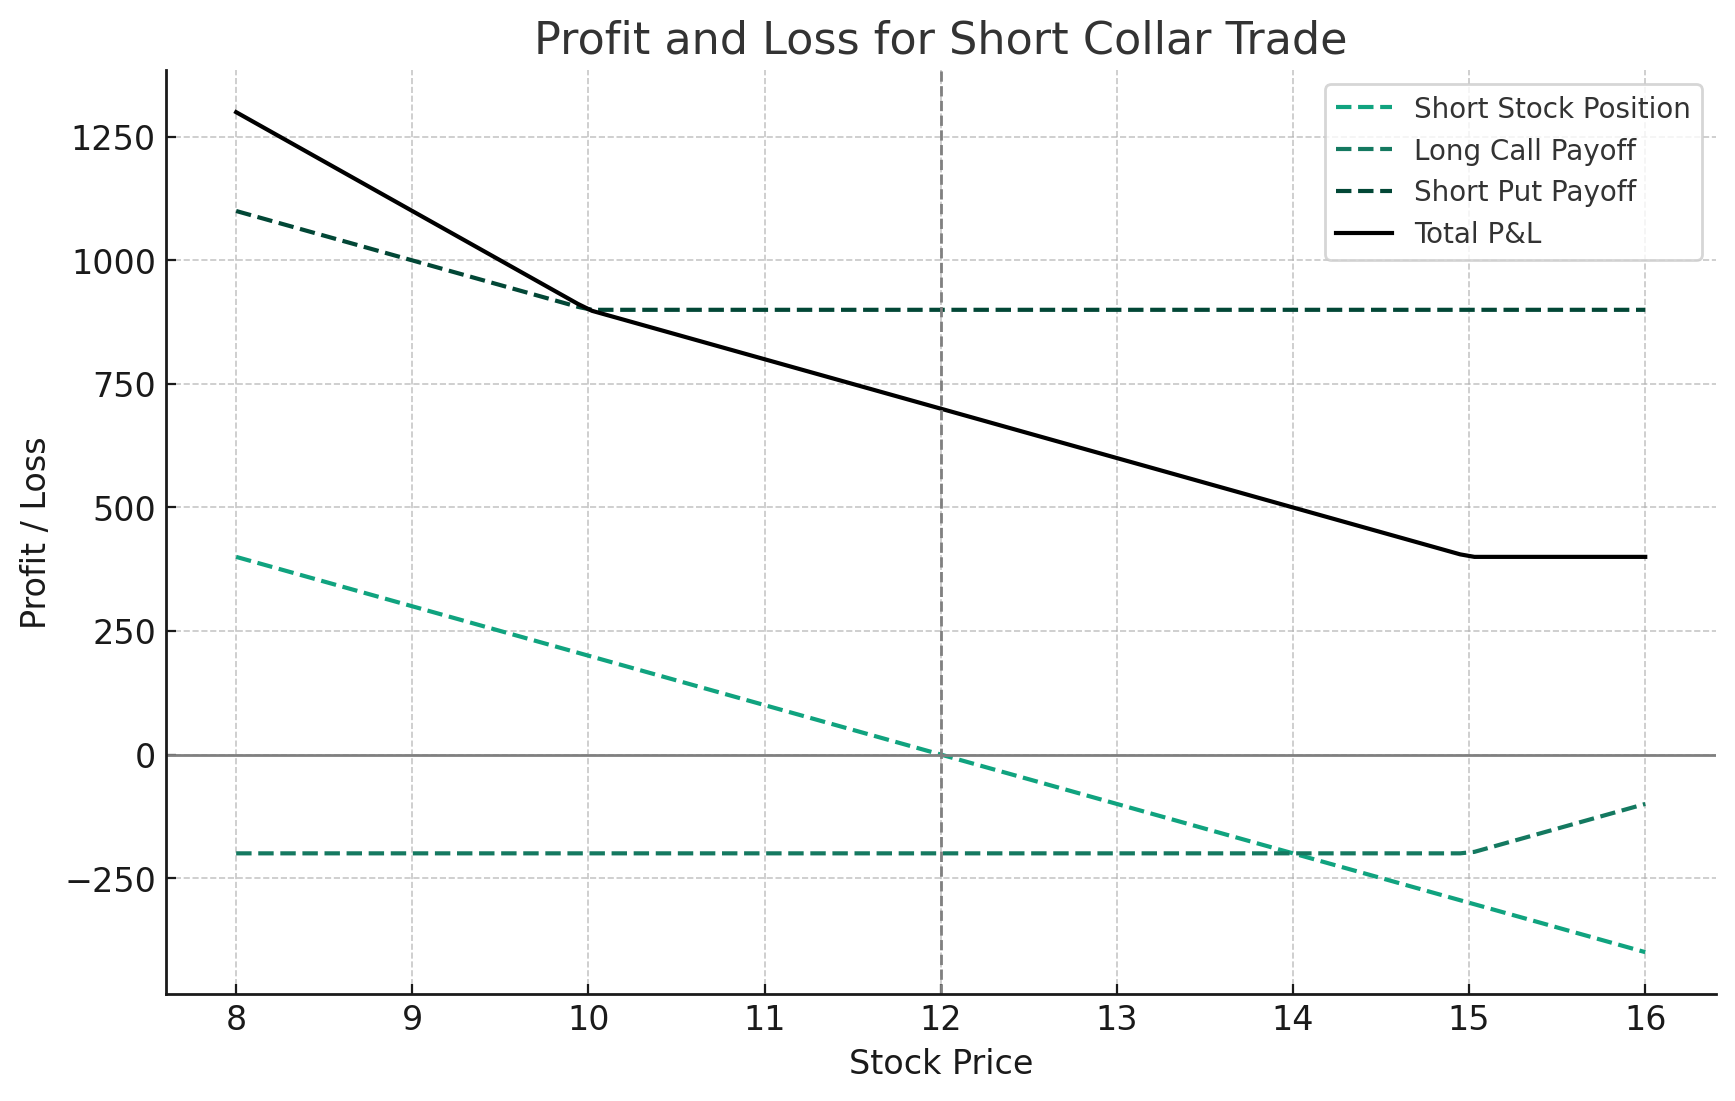 Profit and Loss for Short Collar Trade
Short Stock Position
Long Call Payoff
Short Put Payoff
Total P&L
Profit / Loss
1250
1000
750
500
250
0
−250
8 9 10 11 12 13 14 15 16
Stock Price